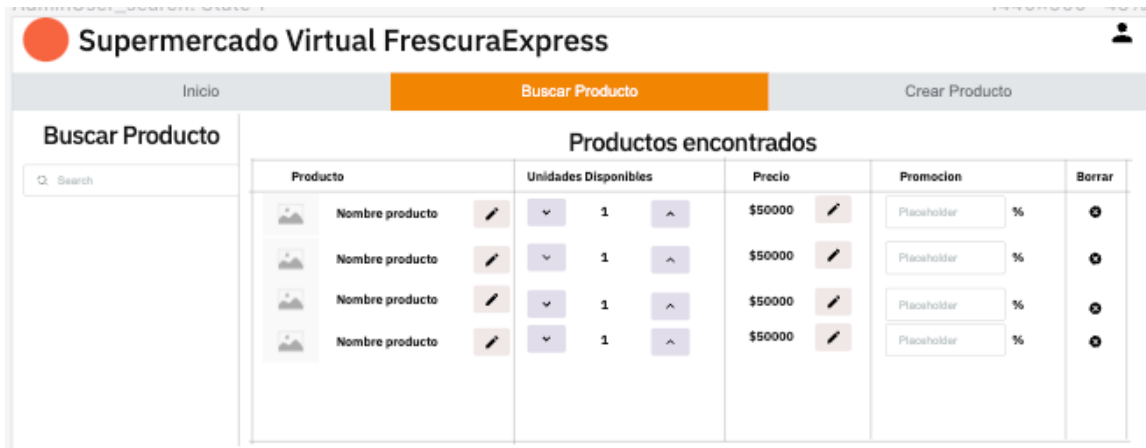 Supermercado Virtual FrescuraExpress
Inicio Buscar Producto Crear Producto
Buscar Producto
Search
Productos encontrados
Producto Unidades Disponibles Precio Promocion Borrar
Nombre producto 1 $50000 Placeholder %
Nombre producto 1 $50000 Placeholder %
Nombre producto 1 $50000 Placeholder %
Nombre producto 1 $50000 Placeholder %